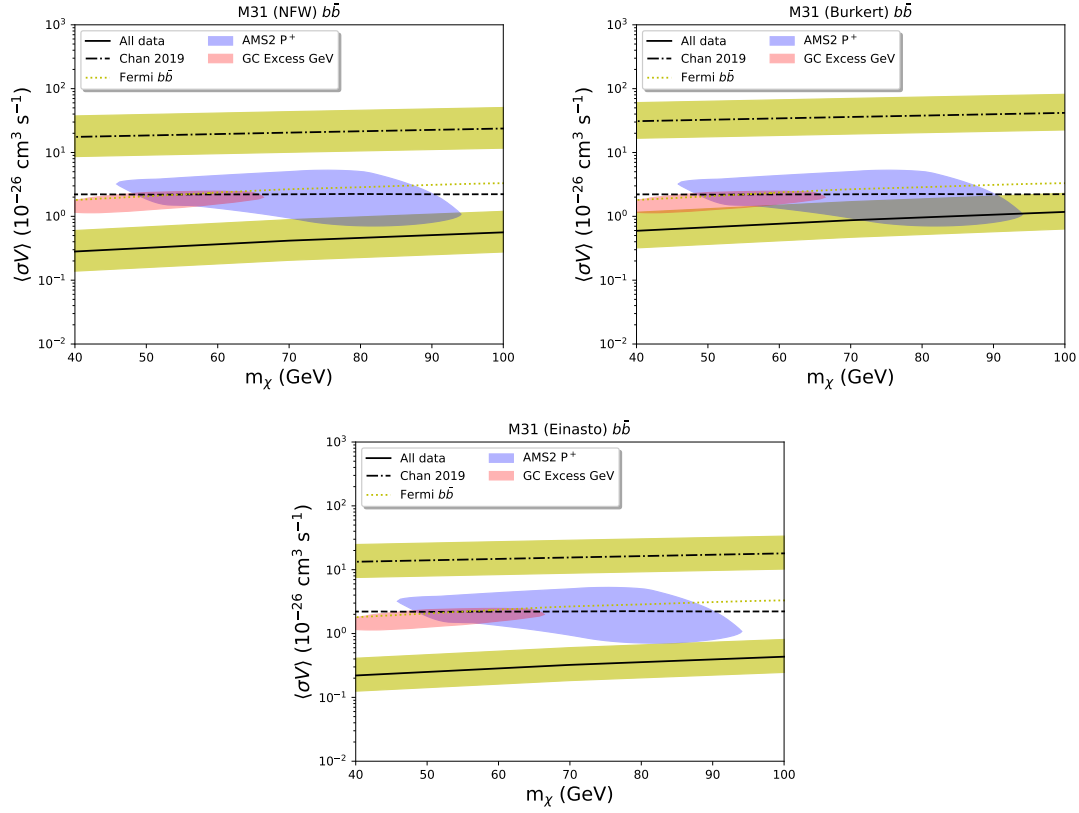 M31 (NFW) bb̄
All data
Chan 2019
Fermi bb̄
AMS2 P⁺
GC Excess GeV
10³
10²
10¹
10⁰
10⁻¹
10⁻²
⟨σV⟩ (10⁻²⁶ cm³ s⁻¹)
40 50 60 70 80 90 100
mᵪ (GeV)
M31 (Burkert) bb̄
All data
Chan 2019
Fermi bb̄
AMS2 P⁺
GC Excess GeV
10³
10²
10¹
10⁰
10⁻¹
10⁻²
⟨σV⟩ (10⁻²⁶ cm³ s⁻¹)
40 50 60 70 80 90 100
mᵪ (GeV)
M31 (Einasto) bb̄
All data
Chan 2019
Fermi bb̄
AMS2 P⁺
GC Excess GeV
10³
10²
10¹
10⁰
10⁻¹
10⁻²
⟨σV⟩ (10⁻²⁶ cm³ s⁻¹)
40 50 60 70 80 90 100
mᵪ (GeV)